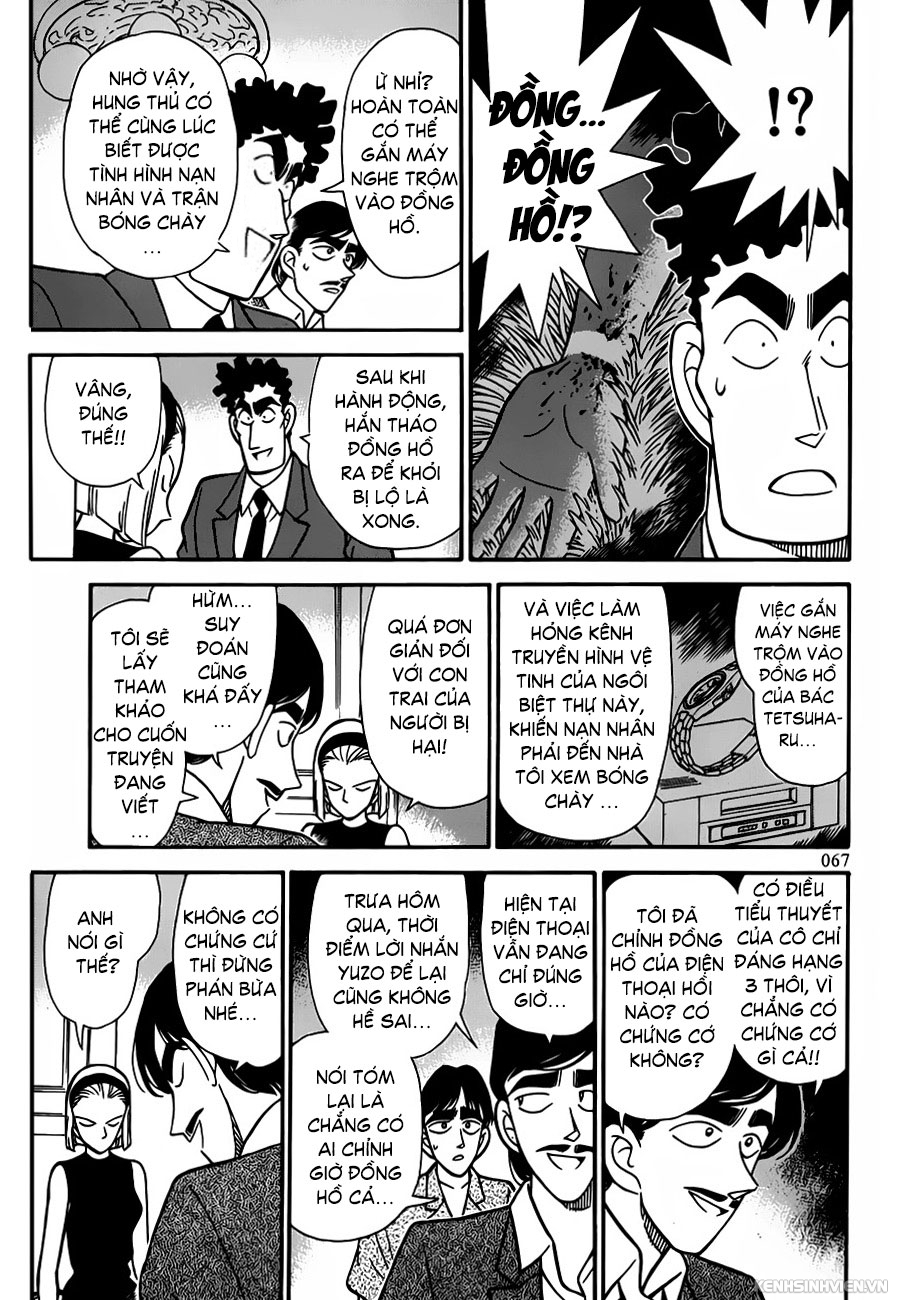 !?
ĐỒNG...
ĐỒNG
HỒ!?
Ừ NHỈ?
HOÀN TOÀN
CÓ THỂ
GẮN MÁY
NGHE TRỘM
VÀO ĐỒNG
HỒ.
NHỜ VẬY,
HUNG THỦ CÓ
THỂ CÙNG LÚC
BIẾT ĐƯỢC
TÌNH HÌNH NẠN
NHÂN VÀ TRẬN
BÓNG CHÀY
...
SAU KHI
HÀNH ĐỘNG,
HẮN THÁO
ĐỒNG HỒ
RA ĐỂ KHỎI
BỊ LỘ LÀ
XONG.
VÂNG,
ĐÚNG
THẾ!!
VIỆC GẮN
MÁY NGHE
TRỘM VÀO
ĐỒNG HỒ
CỦA BÁC
TETSUHA-
RU...
VÀ VIỆC LÀM
HỎNG KÊNH
TRUYỀN HÌNH VỆ
TINH CỦA NGÔI
BIỆT THỰ NÀY,
KHIẾN NẠN NHÂN
PHẢI ĐẾN NHÀ
TÔI XEM BÓNG
CHÀY ...
QUÁ ĐƠN
GIẢN ĐỐI
VỚI CON
TRAI CỦA
NGƯỜI BỊ
HẠI!
HỪM...
SUY
ĐOÁN
CŨNG
KHÁ ĐẤY
...
TÔI SẼ
LẤY
THAM
KHẢO
CHO CUỐN
TRUYỆN
ĐANG
VIẾT
...
067
CÓ ĐIỀU
TIỂU THUYẾT
CỦA CÔ CHỈ
ĐÁNG HẠNG
3 THÔI, VÌ
CHẲNG CÓ
CHỨNG CƠ
GÌ CẢ!!
TÔI ĐÃ
CHỈNH ĐỒNG
HỒ CỦA ĐIỆN
THOẠI HỒI
NÀO? CÓ
CHỨNG CỚ
KHÔNG?
HIỆN TẠI
ĐIỆN THOẠI
VẪN ĐANG
CHỈ ĐÚNG
GIỜ...
TRƯA HÔM
QUA, THỜI
ĐIỂM LỜI NHẮN
YUZO ĐỂ LẠI
CŨNG KHÔNG
HỀ SAI...
NÓI TÓM
LẠI LÀ
CHẲNG CÓ
AI CHỈNH
GIỜ ĐỒNG
HỒ CẢ...
KHÔNG CÓ
CHỨNG CỨ
THÌ ĐỪNG
PHÁN BỪA
NHÉ...
ANH
NÓI GÌ
THẾ?
KENHSINHVIEN.VN